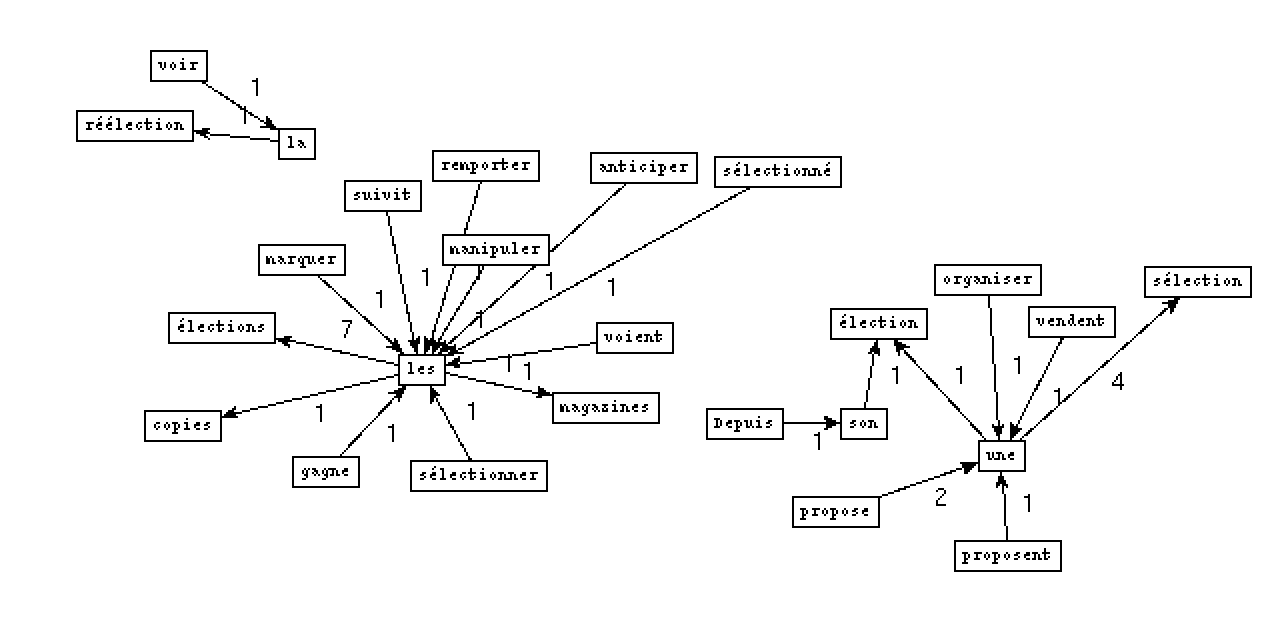 voir
1
réélection
1
la
remporter
anticiper
sélectionné
suivit
manipuler
marquer
1
1
1
1
organiser
sélection
élections
7
1
élection
vendent
voient
les
1
1
1
1
1
4
magazines
1
copies
1
1
1
Depuis
1
son
une
gagne
sélectionner
propose
2
1
proposent